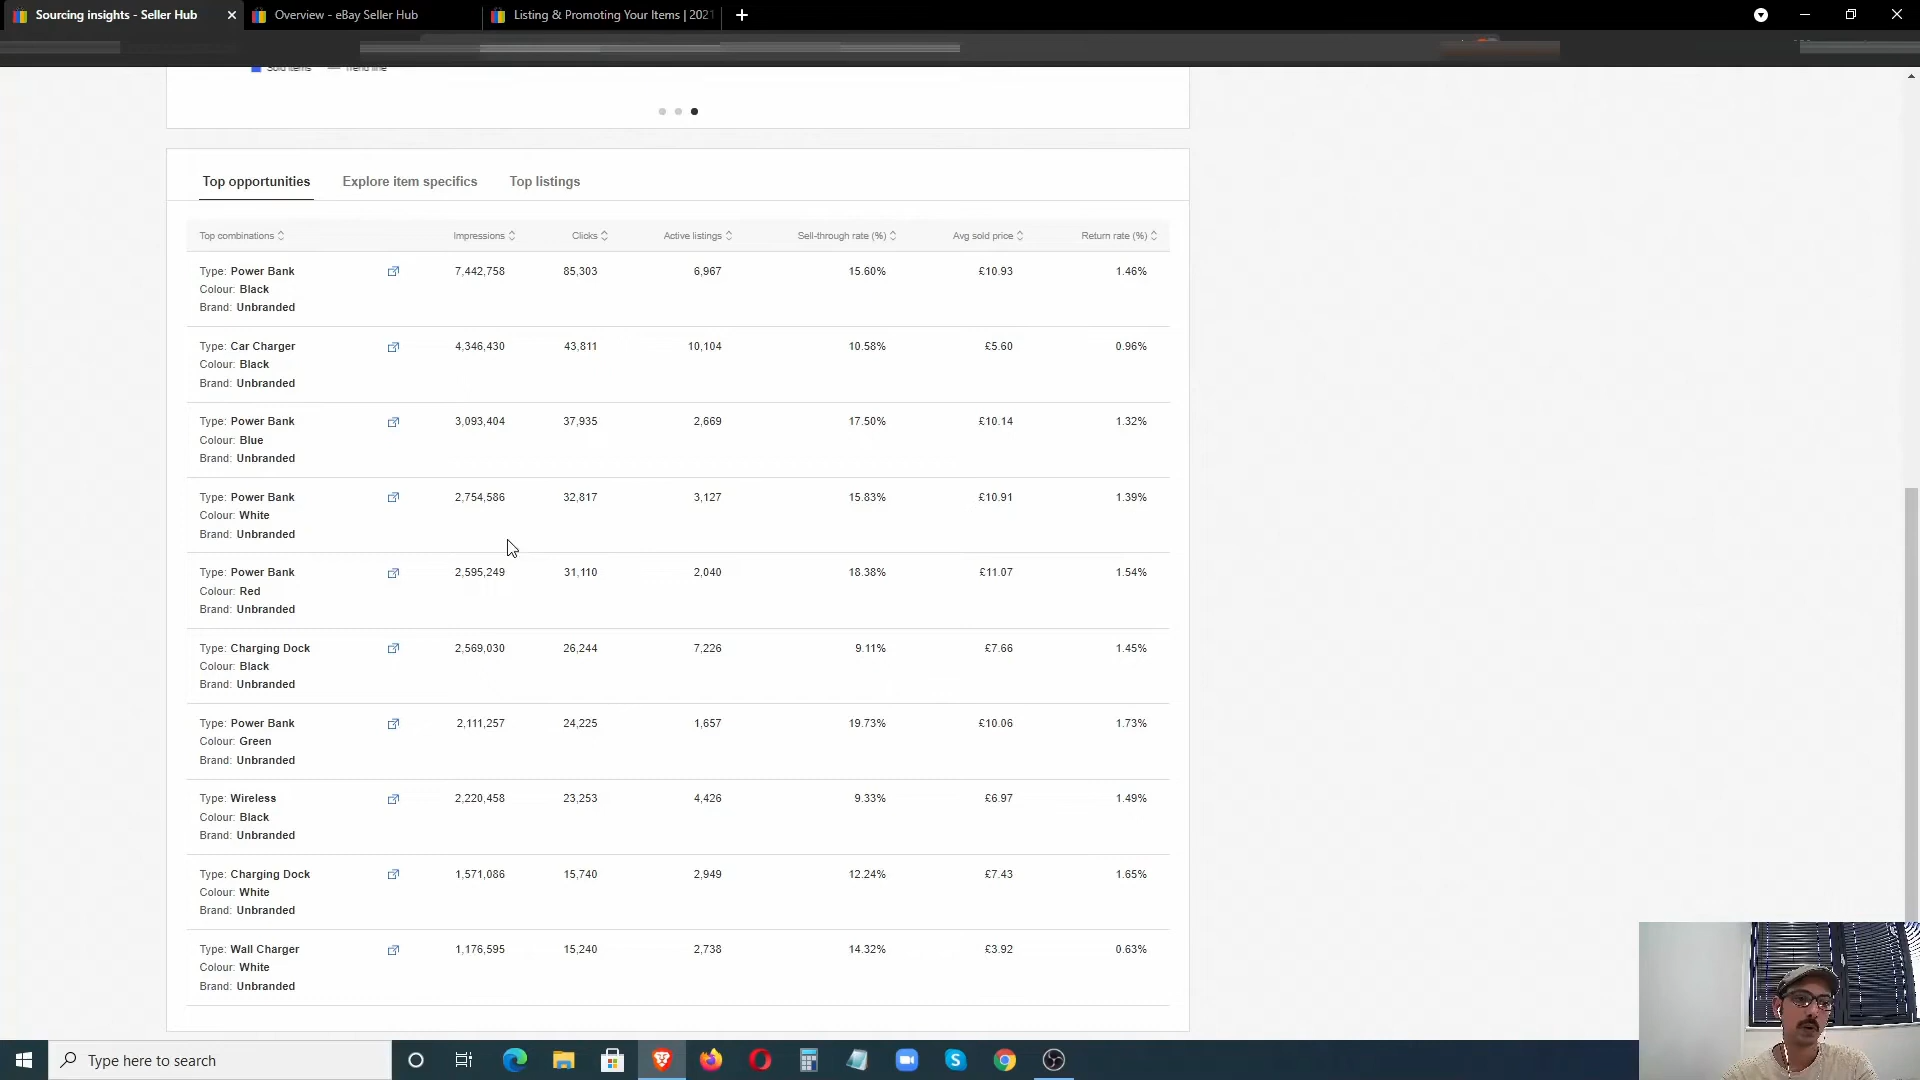 Sourcing insights - Seller Hub
Overview - eBay Seller Hub
Listing & Promoting Your Items | 2021
Sold items
Trend line
Top opportunities
Explore item specifics
Top listings
Top combinations
Impressions
Clicks
Active listings
Sell-through rate (%)
Avg sold price
Return rate (%)
Type: Power Bank 7,442,758 85,303 6,967 15.60% £10.93 1.46%
Colour: Black
Brand: Unbranded
Type: Car Charger 4,346,430 43,811 10,104 10.58% £5.60 0.96%
Colour: Black
Brand: Unbranded
Type: Power Bank 3,093,404 37,935 2,669 17.50% £10.14 1.32%
Colour: Blue
Brand: Unbranded
Type: Power Bank 2,754,586 32,817 3,127 15.83% £10.91 1.39%
Colour: White
Brand: Unbranded
Type: Power Bank 2,595,249 31,110 2,040 18.38% £11.07 1.54%
Colour: Red
Brand: Unbranded
Type: Charging Dock 2,569,030 26,244 7,226 9.11% £7.66 1.45%
Colour: Black
Brand: Unbranded
Type: Power Bank 2,111,257 24,225 1,657 19.73% £10.06 1.73%
Colour: Green
Brand: Unbranded
Type: Wireless 2,220,458 23,253 4,426 9.33% £6.97 1.49%
Colour: Black
Brand: Unbranded
Type: Charging Dock 1,571,086 15,740 2,949 12.24% £7.43 1.65%
Colour: White
Brand: Unbranded
Type: Wall Charger 1,176,595 15,240 2,738 14.32% £3.92 0.63%
Colour: White
Brand: Unbranded
Type here to search